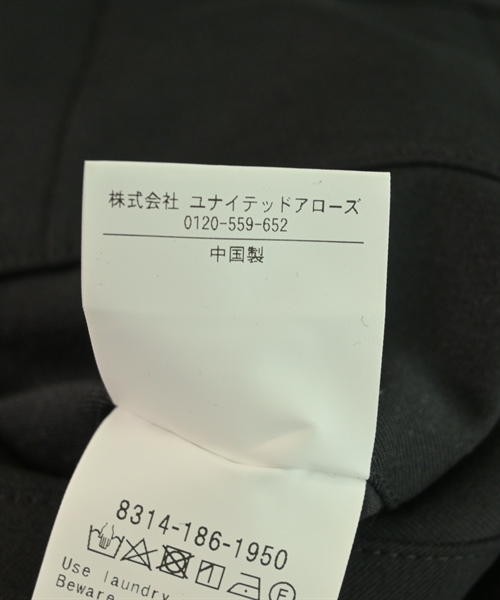 株式会社 ユナイテッドアローズ
0120-559-652
中国製
8314-186-1950
Use laundry
Beware